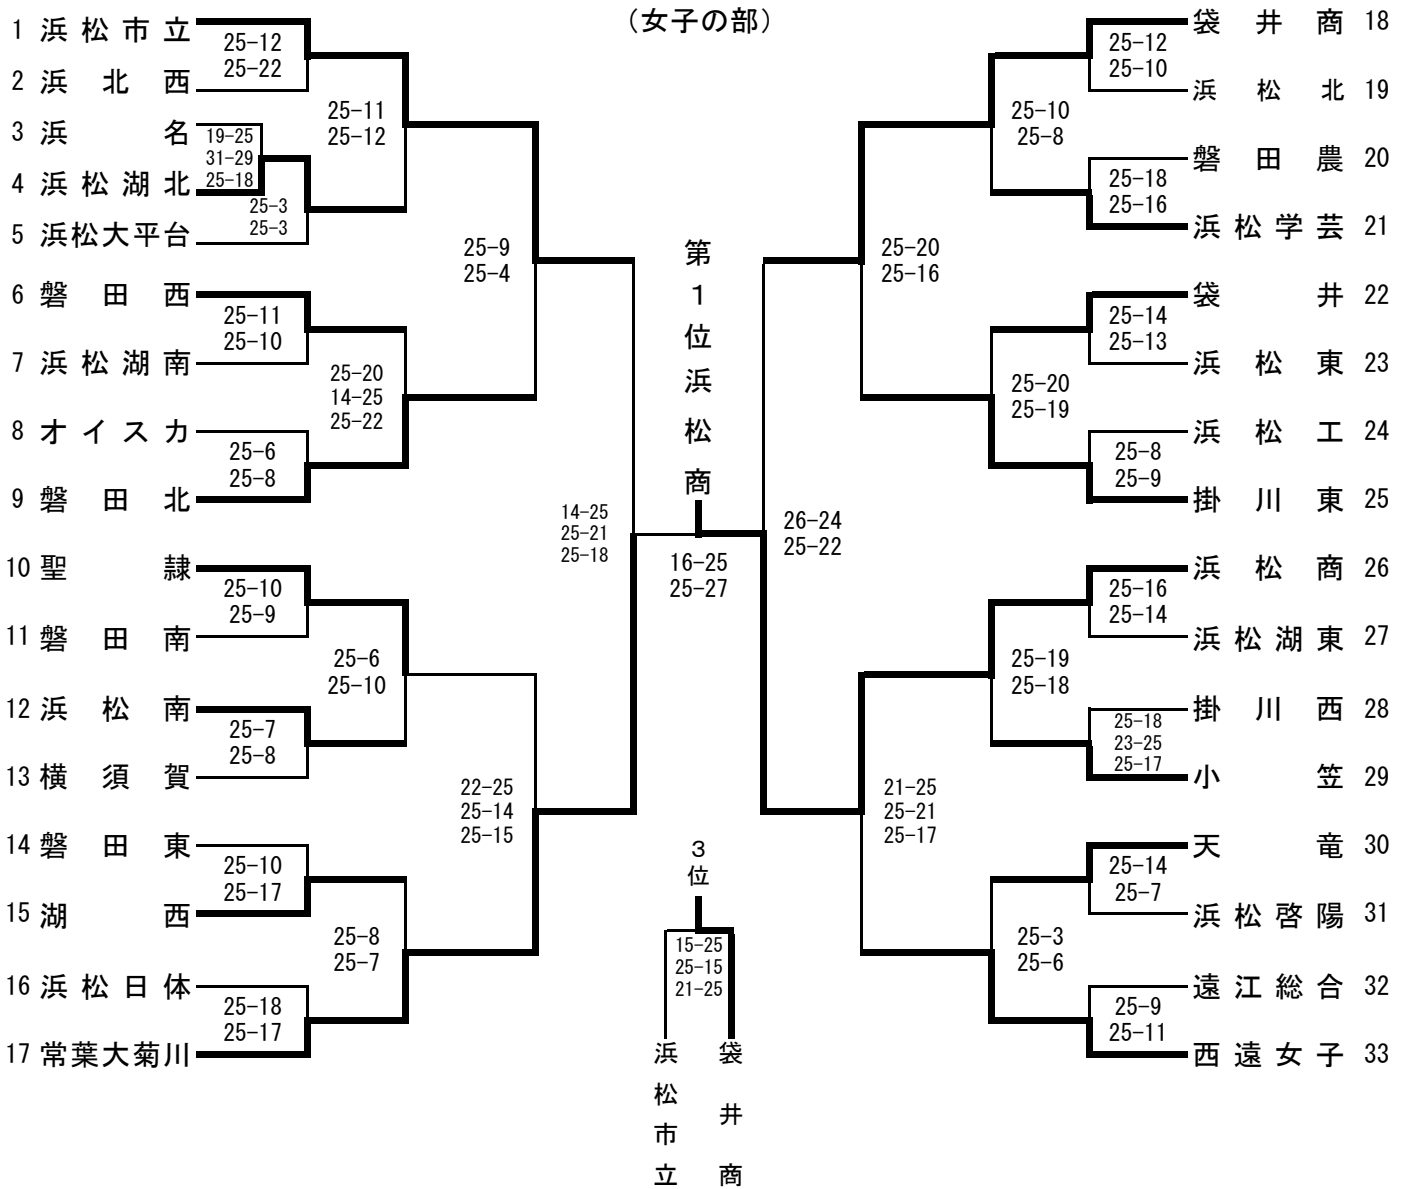 （女子の部）
1 浜松市立
25-12
25-22
2 浜北西
25-11
25-12
3 浜名
19-25
31-29
25-18
4 浜松湖北
25-3
25-3
5 浜松大平台
25-9
25-4
6 磐田西
25-11
25-10
7 浜松湖南
25-20
14-25
25-22
8 オイスカ
25-6
25-8
9 磐田北
14-25
25-21
25-18
10 聖隷
25-10
25-9
11 磐田南
25-6
25-10
12 浜松南
25-7
25-8
13 横須賀
22-25
25-14
25-15
14 磐田東
25-10
25-17
15 湖西
25-8
25-7
16 浜松日体
25-18
25-17
17 常葉大菊川
第1位浜松商
16-25
25-27
3位
15-25
25-15
21-25
浜松市立
袋井商
袋井商 18
25-12
25-10
浜松北 19
25-10
25-8
磐田農 20
25-18
25-16
浜松学芸 21
25-20
25-16
袋井 22
25-14
25-13
浜松東 23
25-20
25-19
浜松工 24
25-8
25-9
掛川東 25
26-24
25-22
浜松商 26
25-16
25-14
浜松湖東 27
25-19
25-18
掛川西 28
25-18
23-25
25-17
小笠 29
21-25
25-21
25-17
天竜 30
25-14
25-7
浜松啓陽 31
25-3
25-6
遠江総合 32
25-9
25-11
西遠女子 33